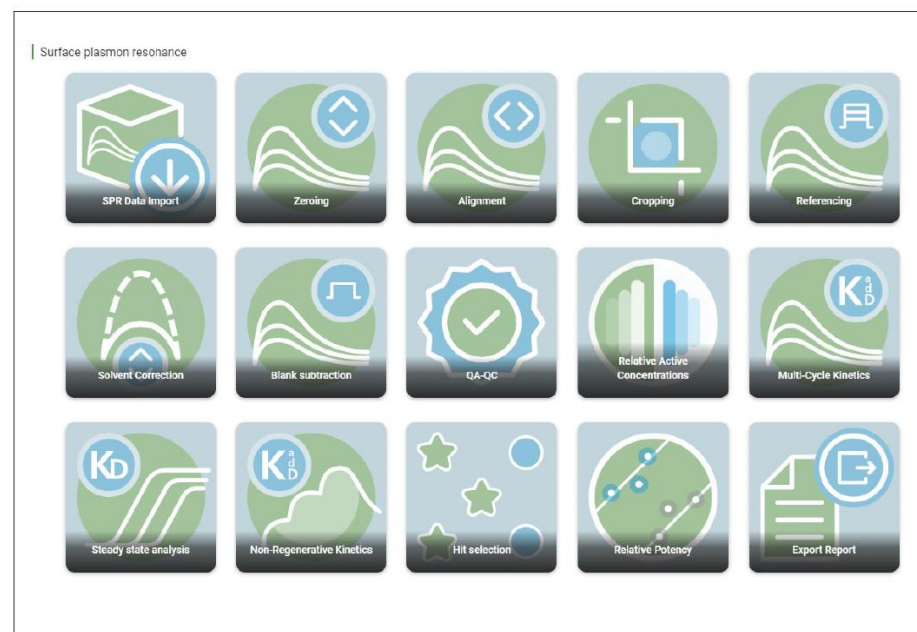 Surface plasmon resonance
SPR Data Import
Zeroing
Alignment
Cropping
Referencing
Solvent Correction
Blank subtraction
QA-QC
Relative Active
Concentrations
K a d D
Multi-Cycle Kinetics
KD
Steady state analysis
K a d D
Non-Regenerative Kinetics
Hit selection
Relative Potency
Export Report